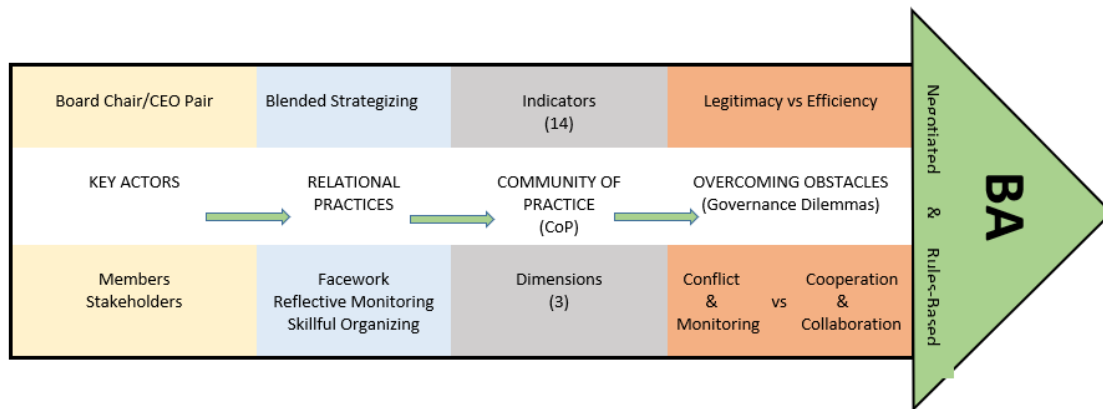 Board Chair/CEO Pair
Blended Strategizing
Indicators
(14)
Legitimacy vs Efficiency
KEY ACTORS
RELATIONAL
PRACTICES
COMMUNITY OF
PRACTICE
(CoP)
OVERCOMING OBSTACLES
(Governance Dilemmas)
Members
Stakeholders
Facework
Reflective Monitoring
Skillful Organizing
Dimensions
(3)
Conflict Cooperation
& vs &
Monitoring Collaboration
Negotiated & Rules-Based
BA